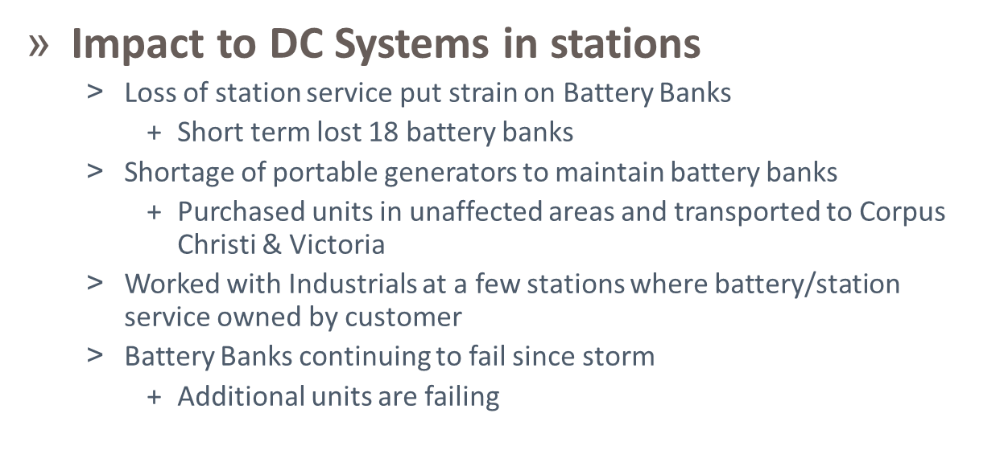 » Impact to DC Systems in stations
> Loss of station service put strain on Battery Banks
+ Short term lost 18 battery banks
> Shortage of portable generators to maintain battery banks
+ Purchased units in unaffected areas and transported to Corpus
Christi & Victoria
> Worked with Industrials at a few stations where battery/station
service owned by customer
> Battery Banks continuing to fail since storm
+ Additional units are failing